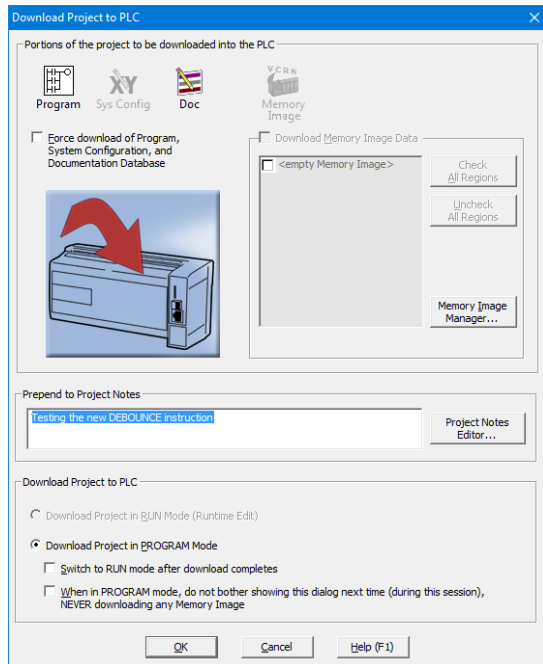 Download Project to PLC
Portions of the project to be downloaded into the PLC
XY
VCRN
Program
Sys Config
Doc
Memory
Image
Force download of Program,
System Configuration, and
Documentation Database
Download Memory Image Data
<empty Memory Image>
Check
All Regions
Uncheck
All Regions
Memory Image
Manager...
Prepend to Project Notes
Testing the new DEBOUNCE instruction
Project Notes
Editor...
Download Project to PLC
Download Project in RUN Mode (Runtime Edit)
Download Project in PROGRAM Mode
Switch to RUN mode after download completes
When in PROGRAM mode, do not bother showing this dialog next time (during this session),
NEVER downloading any Memory Image
OK
Cancel
Help (F1)